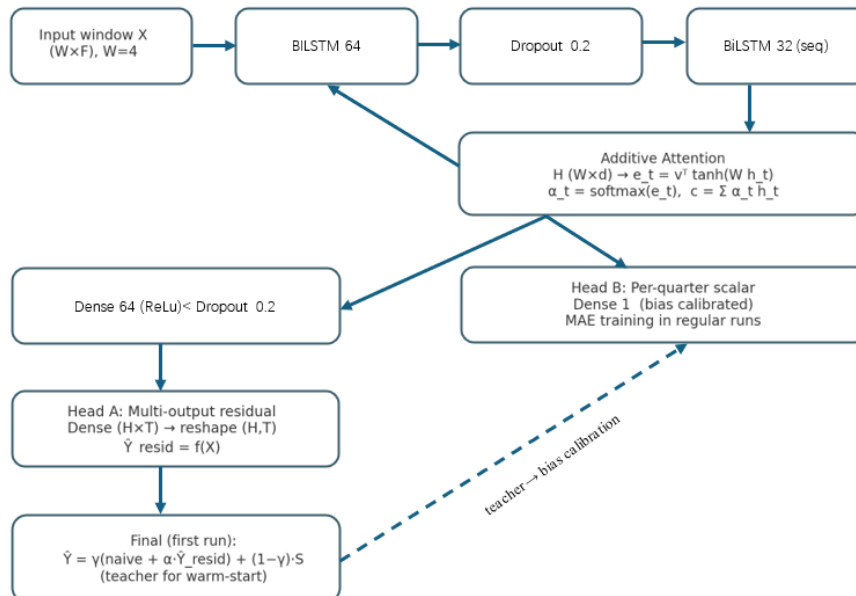 Input window X
(W×F), W=4
BILSTM 64
Dropout 0.2
BiLSTM 32 (seq)
Additive Attention
H (W×d) → e_t = vᵀ tanh(W h_t)
α_t = softmax(e_t), c = Σ α_t h_t
Dense 64 (ReLu)< Dropout 0.2
Head B: Per-quarter scalar
Dense 1 (bias calibrated)
MAE training in regular runs
Head A: Multi-output residual
Dense (H×T) → reshape (H,T)
Ŷ resid = f(X)
teacher→ bias calibration
Final (first run):
Ŷ = γ(naive + α·Ŷ_resid) + (1−γ)·S
(teacher for warm-start)